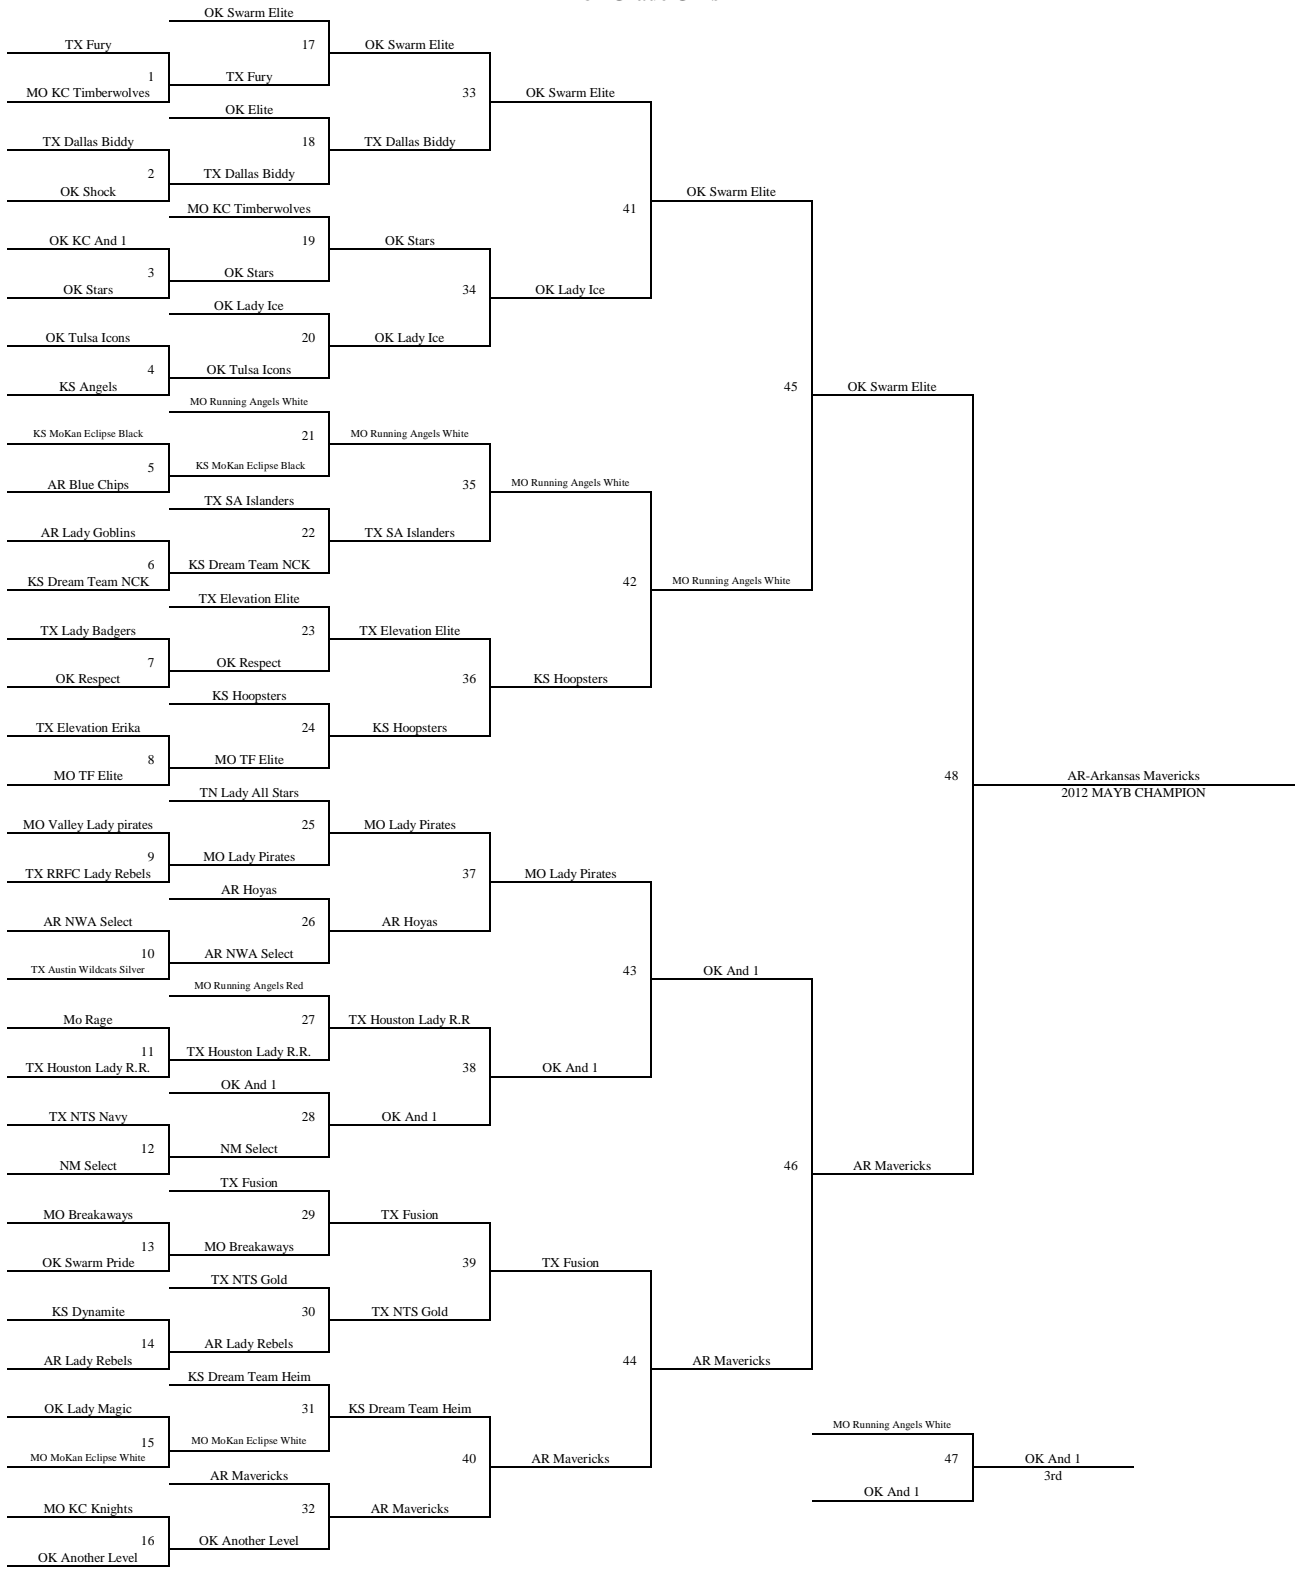 OK Swarm Elite
TX Fury
17
OK Swarm Elite
1
TX Fury
MO KC Timberwolves
33
OK Swarm Elite
OK Elite
TX Dallas Biddy
18
TX Dallas Biddy
2
TX Dallas Biddy
OK Shock
OK Swarm Elite
MO KC Timberwolves
41
OK KC And 1
19
OK Stars
3
OK Stars
OK Stars
34
OK Lady Ice
OK Lady Ice
OK Tulsa Icons
20
OK Lady Ice
4
OK Tulsa Icons
KS Angels
45
OK Swarm Elite
MO Running Angels White
KS MoKan Eclipse Black
21
MO Running Angels White
5
KS MoKan Eclipse Black
AR Blue Chips
35
MO Running Angels White
TX SA Islanders
AR Lady Goblins
22
TX SA Islanders
6
KS Dream Team NCK
KS Dream Team NCK
42
MO Running Angels White
TX Elevation Elite
TX Lady Badgers
23
TX Elevation Elite
7
OK Respect
OK Respect
36
KS Hoopsters
KS Hoopsters
TX Elevation Erika
24
KS Hoopsters
8
MO TF Elite
MO TF Elite
48
AR-Arkansas Mavericks
2012 MAYB CHAMPION
TN Lady All Stars
MO Valley Lady pirates
25
MO Lady Pirates
9
MO Lady Pirates
TX RRFC Lady Rebels
37
MO Lady Pirates
AR Hoyas
AR NWA Select
26
AR Hoyas
10
AR NWA Select
TX Austin Wildcats Silver
43
OK And 1
MO Running Angels Red
Mo Rage
27
TX Houston Lady R.R
11
TX Houston Lady R.R.
TX Houston Lady R.R.
38
OK And 1
OK And 1
TX NTS Navy
28
OK And 1
12
NM Select
NM Select
46
AR Mavericks
TX Fusion
MO Breakaways
29
TX Fusion
13
MO Breakaways
OK Swarm Pride
39
TX Fusion
TX NTS Gold
KS Dynamite
30
TX NTS Gold
14
AR Lady Rebels
AR Lady Rebels
44
AR Mavericks
KS Dream Team Heim
OK Lady Magic
31
KS Dream Team Heim
MO Running Angels White
15
MO MoKan Eclipse White
MO MoKan Eclipse White
40
AR Mavericks
47
OK And 1
3rd
AR Mavericks
OK And 1
MO KC Knights
32
AR Mavericks
16
OK Another Level
OK Another Level